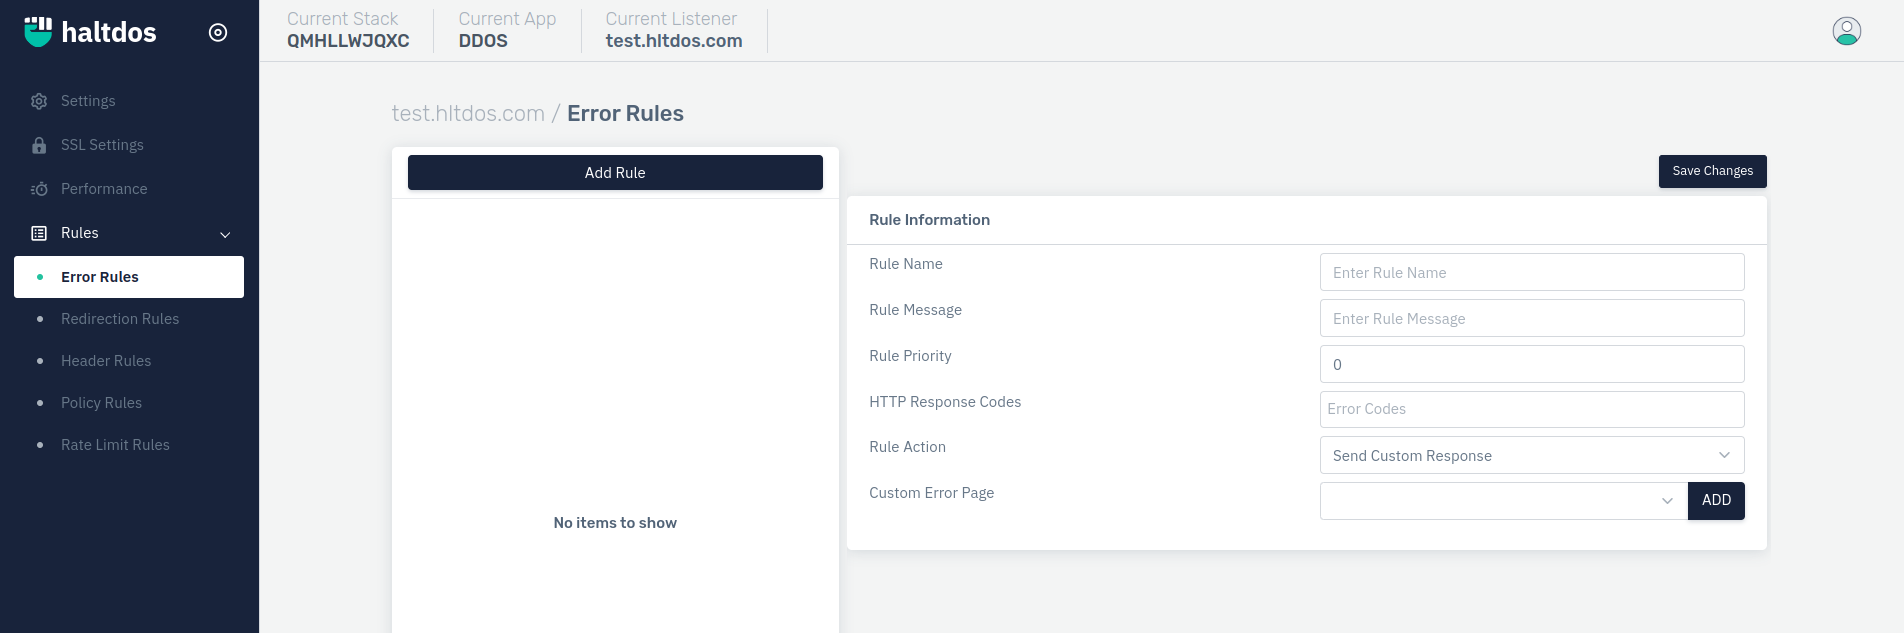 haltdos
Current Stack
QMHLLWJQXC
Current App
DDOS
Current Listener
test.hltdos.com
Settings
SSL Settings
Performance
Rules
Error Rules
Redirection Rules
Header Rules
Policy Rules
Rate Limit Rules
test.hltdos.com / Error Rules
Add Rule
No items to show
Save Changes
Rule Information
Rule Name
Enter Rule Name
Rule Message
Enter Rule Message
Rule Priority
0
HTTP Response Codes
Error Codes
Rule Action
Send Custom Response
Custom Error Page
ADD